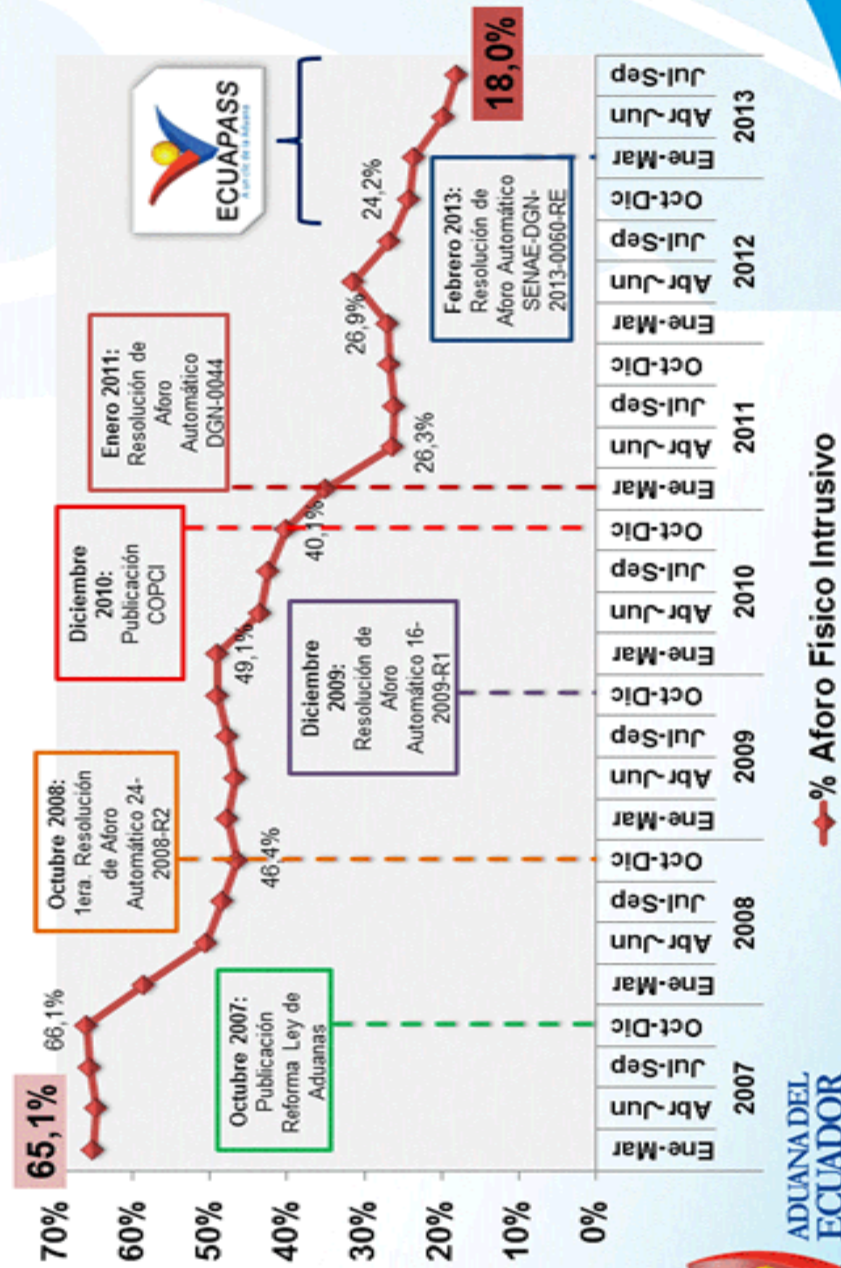 70%
60%
50%
40%
30%
20%
10%
0%
65,1%
66,1%
46,4%
49,1%
40,1%
26,3%
26,9%
24,2%
18,0%
Octubre 2007:
Publicación
Reforma Ley de
Aduanas
Octubre 2008:
1era. Resolución
de Aforo
Automático 24-
2008-R2
Diciembre
2009:
Resolución de
Aforo
Automático 16-
2009-R1
Diciembre
2010:
Publicación
COPCI
Enero 2011:
Resolución de
Aforo
Automático
DGN-0044
Febrero 2013:
Resolución de
Aforo Automático
SENAE-DGN-
2013-0060-RE
ECUAPASS
A un clic de la Aduana
Ene-Mar Abr-Jun Jul-Sep Oct-Dic Ene-Mar Abr-Jun Jul-Sep Oct-Dic Ene-Mar Abr-Jun Jul-Sep Oct-Dic Ene-Mar Abr-Jun Jul-Sep Oct-Dic Ene-Mar Abr-Jun Jul-Sep Oct-Dic Ene-Mar Abr-Jun Jul-Sep Oct-Dic Ene-Mar Abr-Jun Jul-Sep
2007 2008 2009 2010 2011 2012 2013
% Aforo Físico Intrusivo
ADUANA DEL
ECUADOR